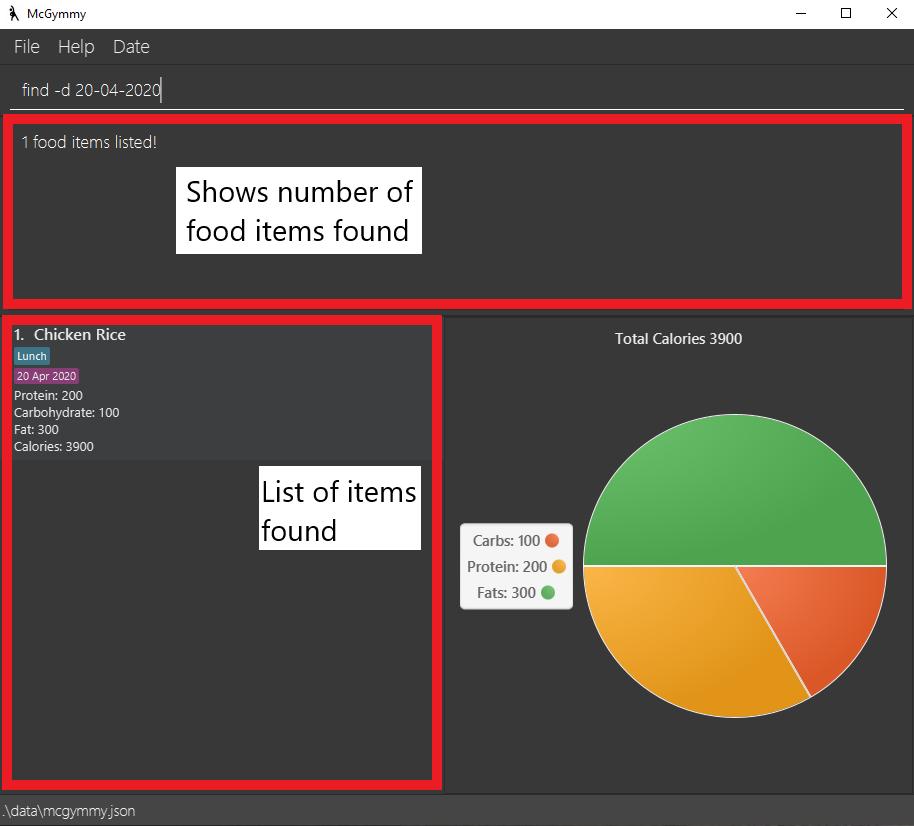 McGymmy
File Help Date
find -d 20-04-2020
1 food items listed!
Shows number of
food items found
1. Chicken Rice
Lunch
20 Apr 2020
Protein: 200
Carbohydrate: 100
Fat: 300
Calories: 3900
List of items
found
Total Calories 3900
Carbs: 100
Protein: 200
Fats: 300
.\data\mcgymmy.json